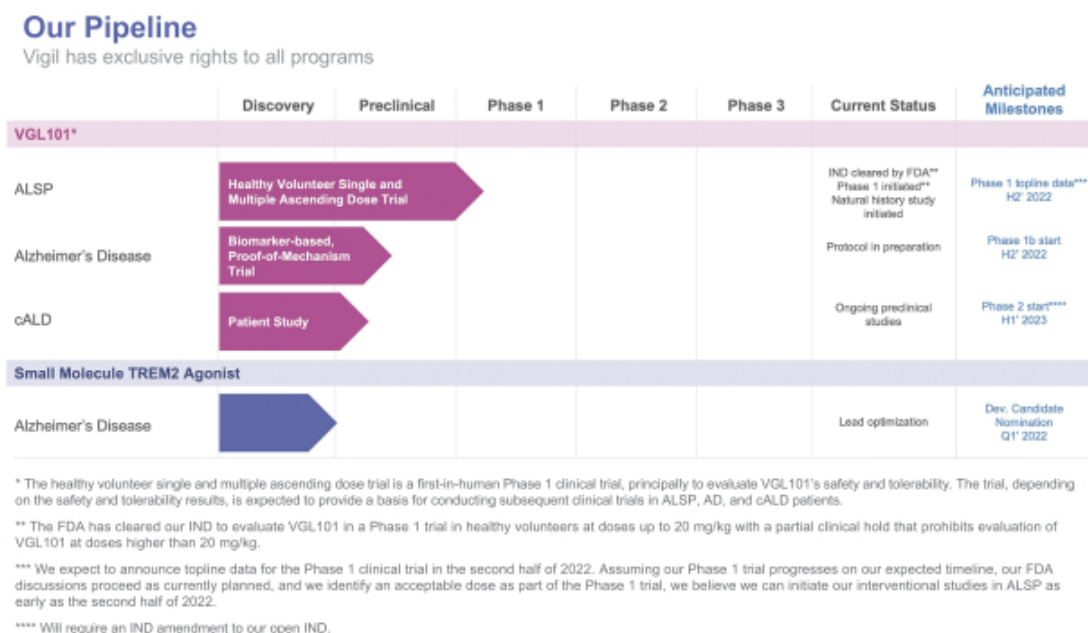 Our Pipeline
Vigil has exclusive rights to all programs
Discovery
Preclinical
Phase 1
Phase 2
Phase 3
Current Status
Anticipated
Milestones
VGL101*
ALSP
Healthy Volunteer Single and
Multiple Ascending Dose Trial
IND cleared by FDA**
Phase 1 initiated**
Natural history study
initiated
Phase 1 topline data***
H2' 2022
Alzheimer's Disease
Biomarker-based,
Proof-of-Mechanism
Trial
Protocol in preparation
Phase 1b start
H2' 2022
cALD
Patient Study
Ongoing preclinical
studies
Phase 2 start****
H1' 2023
Small Molecule TREM2 Agonist
Alzheimer's Disease
Lead optimization
Dev. Candidate
Nomination
Q1' 2022
* The healthy volunteer single and multiple ascending dose trial is a first-in-human Phase 1 clinical trial, principally to evaluate VGL101's safety and tolerability. The trial, depending
on the safety and tolerability results, is expected to provide a basis for conducting subsequent clinical trials in ALSP, AD, and cALD patients.
** The FDA has cleared our IND to evaluate VGL101 in a Phase 1 trial in healthy volunteers at doses up to 20 mg/kg with a partial clinical hold that prohibits evaluation of
VGL101 at doses higher than 20 mg/kg.
*** We expect to announce topline data for the Phase 1 clinical trial in the second half of 2022. Assuming our Phase 1 trial progresses on our expected timeline, our FDA
discussions proceed as currently planned, and we identify an acceptable dose as part of the Phase 1 trial, we believe we can initiate our interventional studies in ALSP as
early as the second half of 2022.
**** Will require an IND amendment to our open IND.